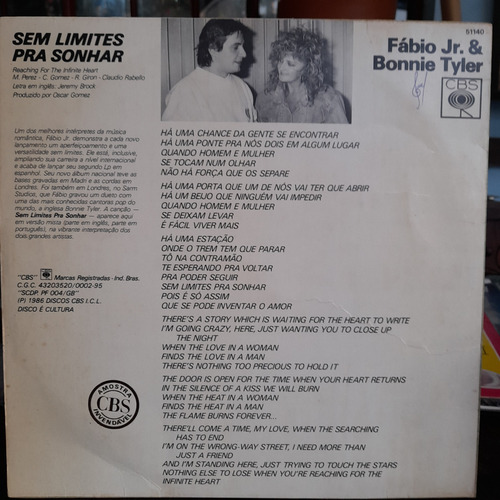 SEM LIMITES
PRA SONHAR
Reaching For The Infinite Heart
M. Perez - C. Gomez - R. Giron - Claudio Rabello
Letra em inglês: Jeremy Brock
Produzido por Oscar Gomez
51140
Fábio Jr. &
Bonnie Tyler
CBS
Um dos melhores intérpretes da música
romântica, Fábio Jr. demonstra a cada novo
lançamento um aperfeiçoamento e uma
versatilidade sem limites. Ele está, inclusive,
ampliando sua carreira a nível internacional
e acaba de lançar seu segundo Lp em
espanhol. Seu novo álbum nacional teve as
bases gravadas em Madri e as cordas em
Londres. Foi também em Londres, no Sarm
Studios, que Fábio gravou um dueto com
uma das mais conhecidas cantoras pop do
mundo, a inglesa Bonnie Tyler. A canção —
Sem Limites Pra Sonhar — aparece aqui
em versão mista (parte em inglês, parte em
português), na vibrante interpretação dos
dois grandes artistas.
"CBS" Marcas Registradas - Ind. Bras.
C.G.C. 43203520/0002-95
"SCDP. PF 004/GB"
(P) 1986 DISCOS CBS I.C.L.
DISCO É CULTURA
AMOSTRA
CBS
INVENDÁVEL
HÁ UMA CHANCE DA GENTE SE ENCONTRAR
HÁ UMA PONTE PRA NÓS DOIS EM ALGUM LUGAR
QUANDO HOMEM E MULHER
SE TOCAM NUM OLHAR
NÃO HÁ FORÇA QUE OS SEPARE
HÁ UMA PORTA QUE UM DE NÓS VAI TER QUE ABRIR
HÁ UM BEIJO QUE NINGUÉM VAI IMPEDIR
QUANDO HOMEM E MULHER
SE DEIXAM LEVAR
É FÁCIL VIVER MAIS
HÁ UMA ESTAÇÃO
ONDE O TREM TEM QUE PARAR
TÔ NA CONTRAMÃO
TE ESPERANDO PRA VOLTAR
PRA PODER SEGUIR
SEM LIMITES PRA SONHAR
POIS É SÓ ASSIM
QUE SE PODE INVENTAR O AMOR
THERE'S A STORY WHICH IS WAITING FOR THE HEART TO WRITE
I'M GOING CRAZY, HERE, JUST WANTING YOU TO CLOSE UP
THE NIGHT
WHEN THE LOVE IN A WOMAN
FINDS THE LOVE IN A MAN
THERE'S NOTHING TOO PRECIOUS TO HOLD IT
THE DOOR IS OPEN FOR THE TIME WHEN YOUR HEART RETURNS
IN THE SILENCE OF A KISS WE WILL BURN
WHEN THE HEAT IN A WOMAN
FINDS THE HEAT IN A MAN
THE FLAME BURNS FOREVER...
THERE'LL COME A TIME, MY LOVE, WHEN THE SEARCHING
HAS TO END
I'M ON THE WRONG-WAY STREET, I NEED MORE THAN
JUST A FRIEND
AND I'M STANDING HERE, JUST TRYING TO TOUCH THE STARS
NOTHING ELSE TO LOSE WHEN YOU'RE REACHING FOR THE
INFINITE HEART